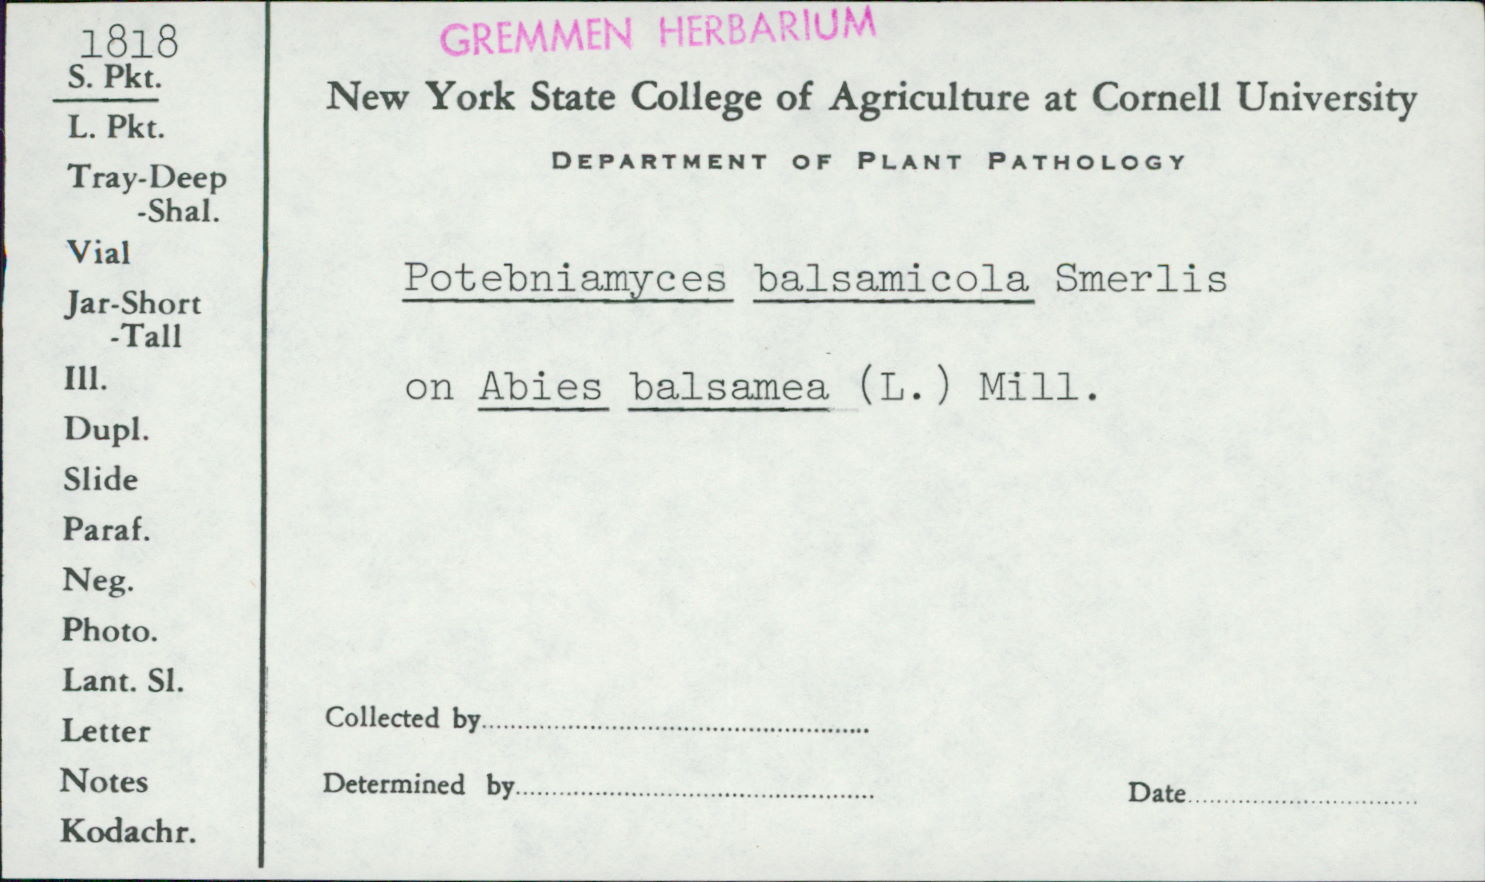 1818
S. Pkt.
L. Pkt.
Tray-Deep
-Shal.
Vial
Jar-Short
-Tall
Ill.
Dupl.
Slide
Paraf.
Neg.
Photo.
Lant. Sl.
Letter
Notes
Kodachr.
GREMMEN HERBARIUM
New York State College of Agriculture at Cornell University
DEPARTMENT OF PLANT PATHOLOGY
Potebniamyces balsamicola Smerlis
on Abies balsamea (L.) Mill.
Collected by
Determined by
Date